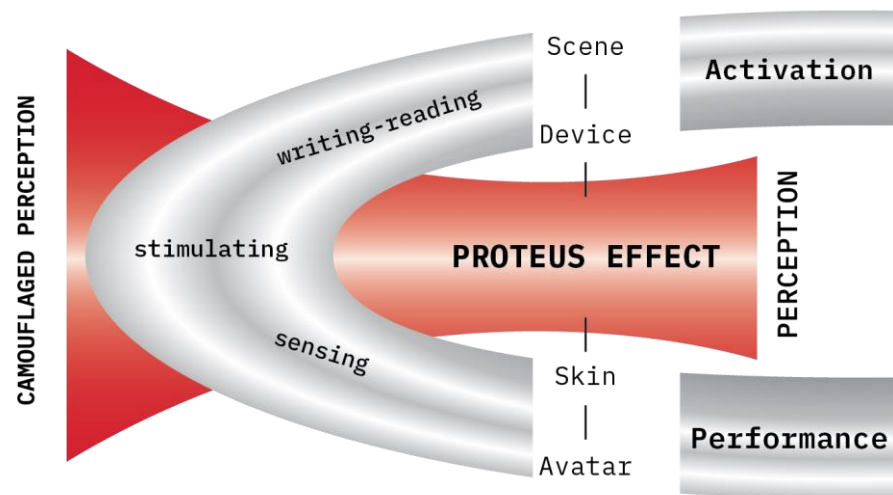 CAMOUFLAGED PERCEPTION
writing-reading
stimulating
sensing
Scene
Device
PROTEUS EFFECT
Skin
Avatar
PERCEPTION
Activation
Performance